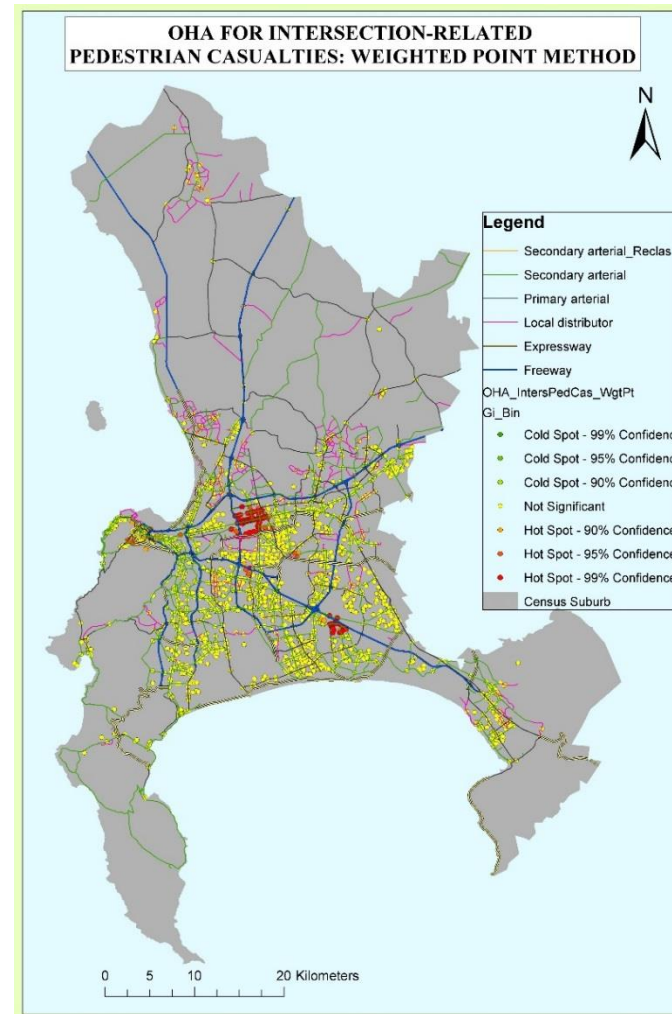 OHA FOR INTERSECTION-RELATED
PEDESTRIAN CASUALTIES: WEIGHTED POINT METHOD
N
Legend
Secondary arterial_Reclas
Secondary arterial
Primary arterial
Local distributor
Expressway
Freeway
OHA_IntersPedCas_WgtPt
Gi_Bin
Cold Spot - 99% Confidenc
Cold Spot - 95% Confidenc
Cold Spot - 90% Confidenc
Not Significant
Hot Spot - 90% Confidence
Hot Spot - 95% Confidence
Hot Spot - 99% Confidence
Census Suburb
0 5 10 20 Kilometers